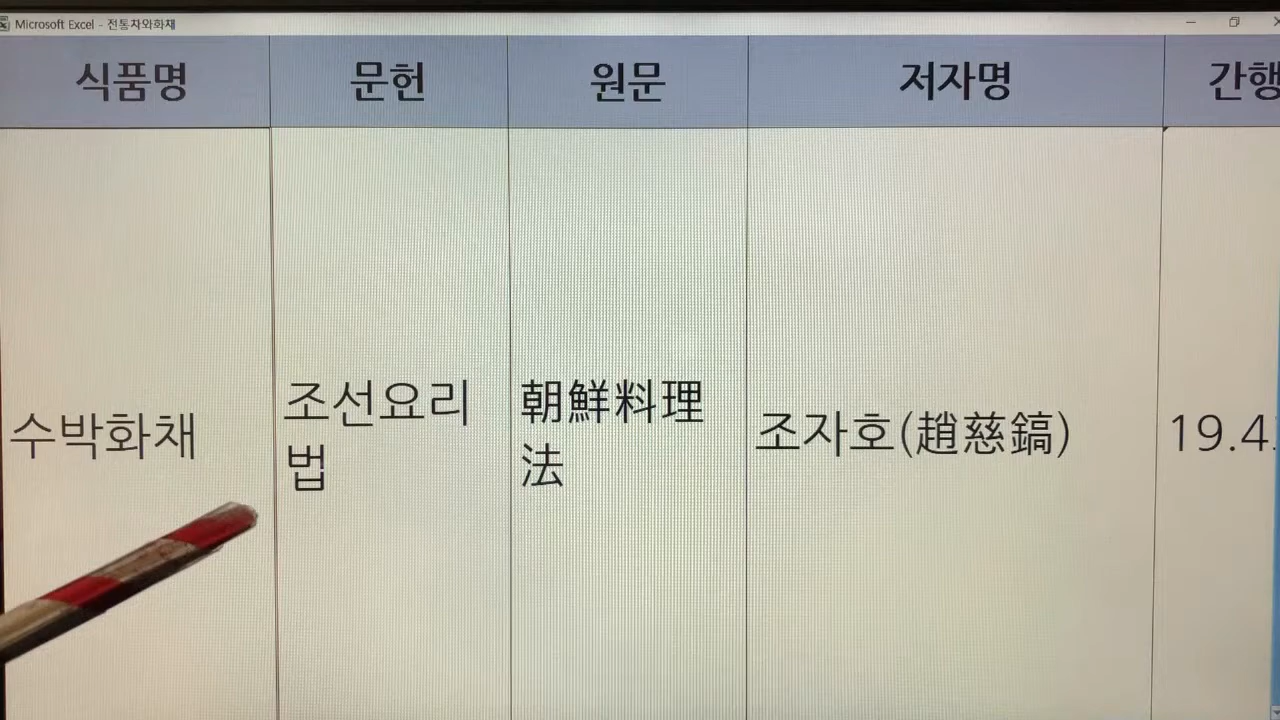 Microsoft Excel - 전통차와화채
식품명 문헌 원문 저자명 간행
수박화채 조선요리법 朝鮮料理法 조자호(趙慈鎬) 19.4